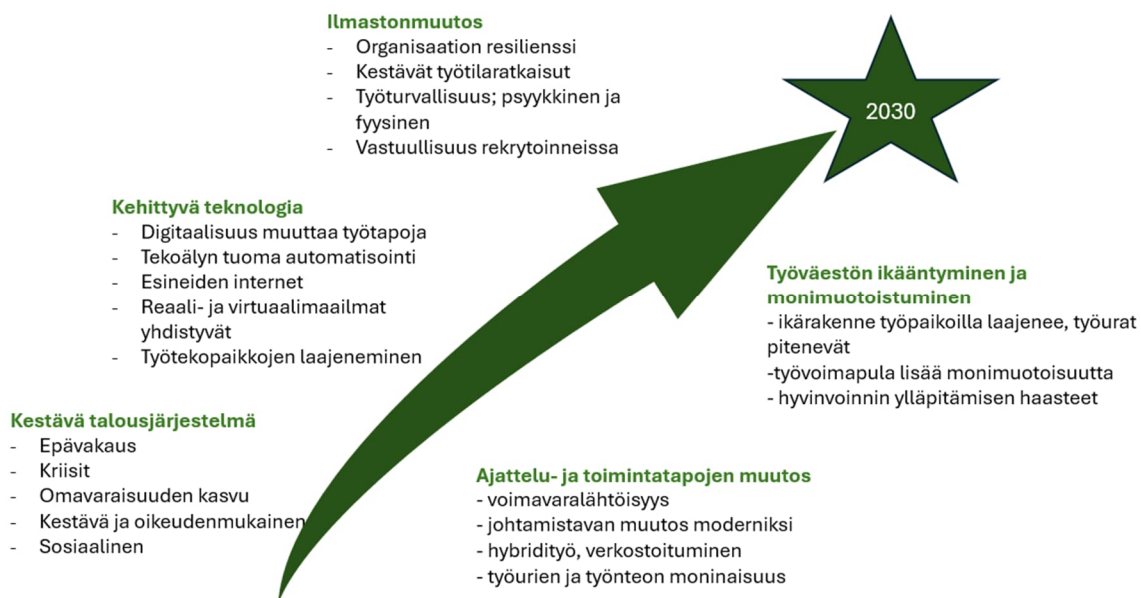 Ilmastonmuutos
- Organisaation resilienssi
- Kestävät työtilaratkaisut
- Työturvallisuus; psyykkinen ja
fyysinen
- Vastuullisuus rekrytoinneissa
2030
Kehittyvä teknologia
- Digitaalisuus muuttaa työtapoja
- Tekoälyn tuoma automatisointi
- Esineiden internet
- Reaali- ja virtuaalimaailmat
yhdistyvät
- Työtekopaikkojen laajeneminen
Työväestön ikääntyminen ja
monimuotoistuminen
- ikärakenne työpaikoilla laajenee, työurat
pitenevät
-työvoimapula lisää monimuotoisuutta
- hyvinvoinnin ylläpitämisen haasteet
Kestävä talousjärjestelmä
- Epävakaus
- Kriisit
- Omavaraisuuden kasvu
- Kestävä ja oikeudenmukainen
- Sosiaalinen
Ajattelu- ja toimintatapojen muutos
- voimavaralähtöisyys
- johtamistavan muutos moderniksi
- hybridityö, verkostoituminen
- työurien ja työnteon moninaisuus